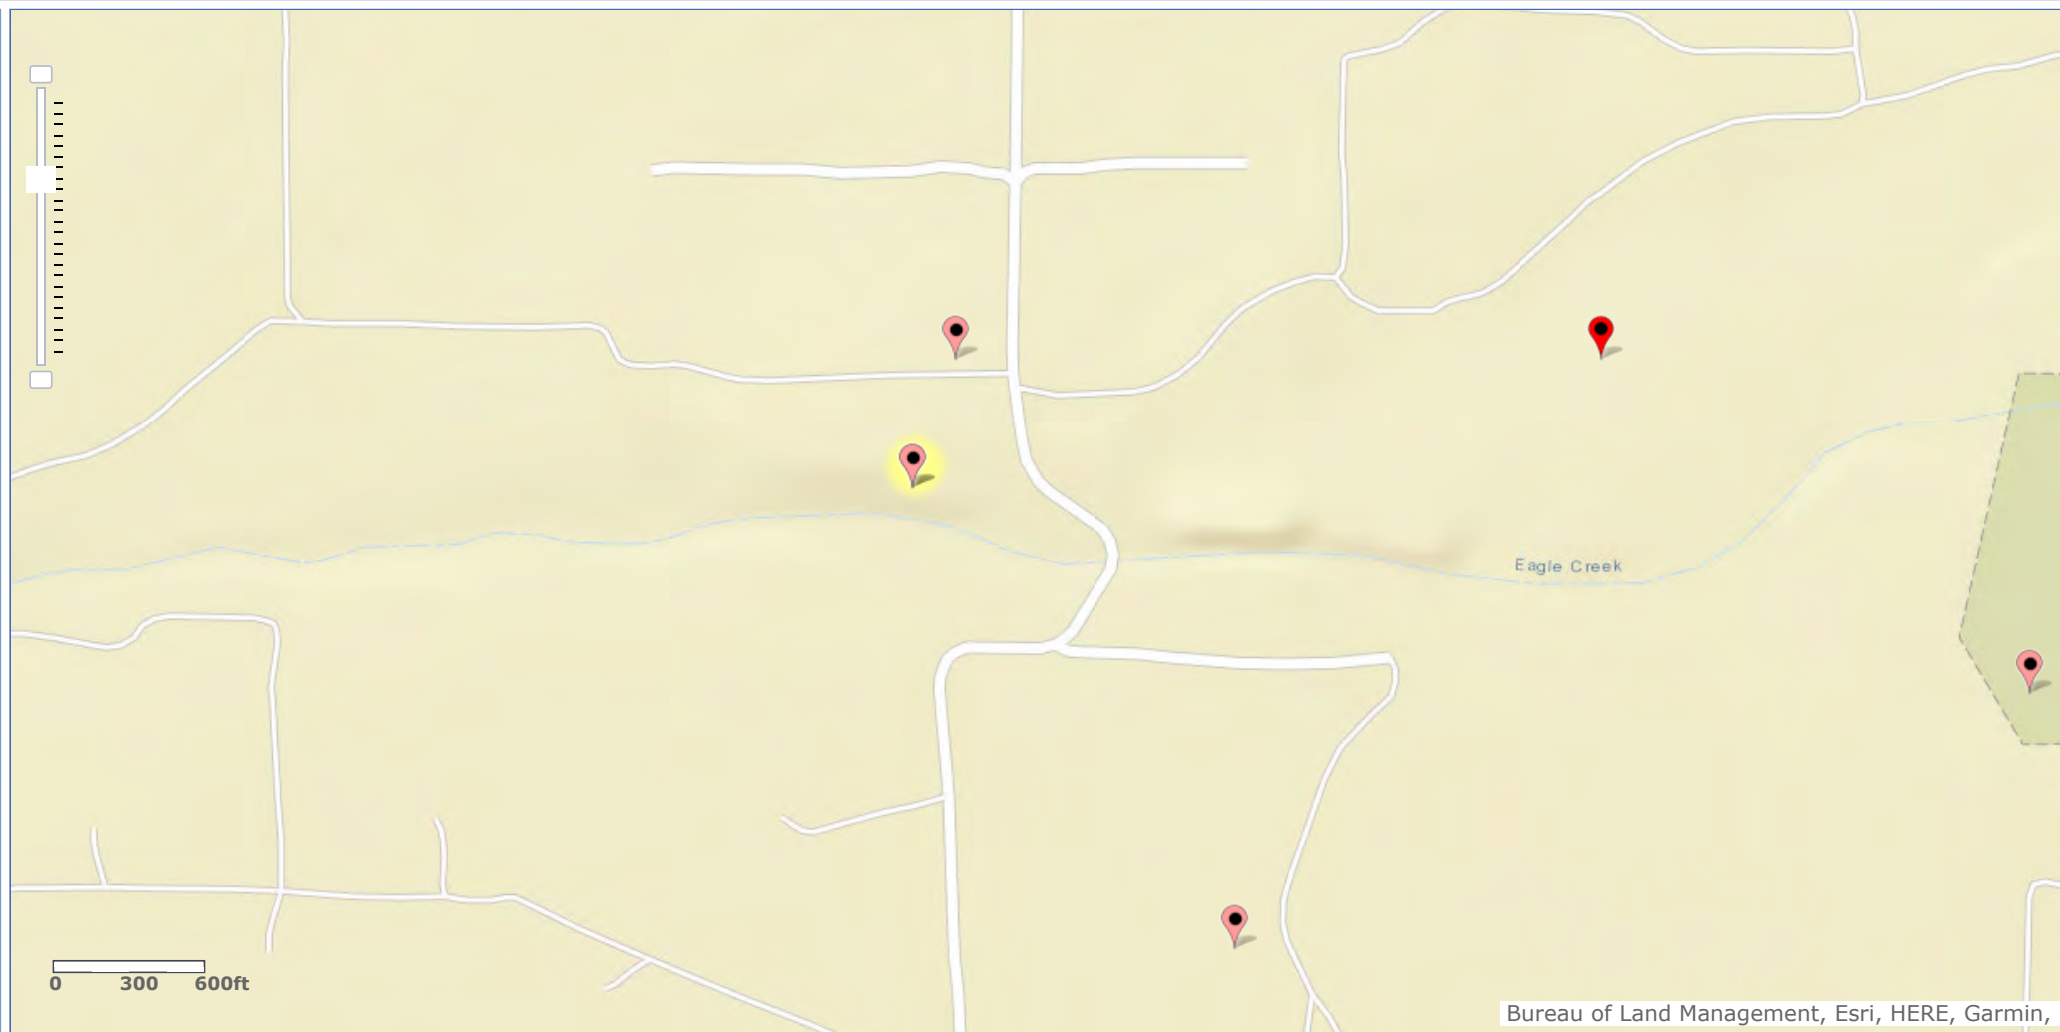 Eagle Creek
0 300 600ft
Bureau of Land Management, Esri, HERE, Garmin,